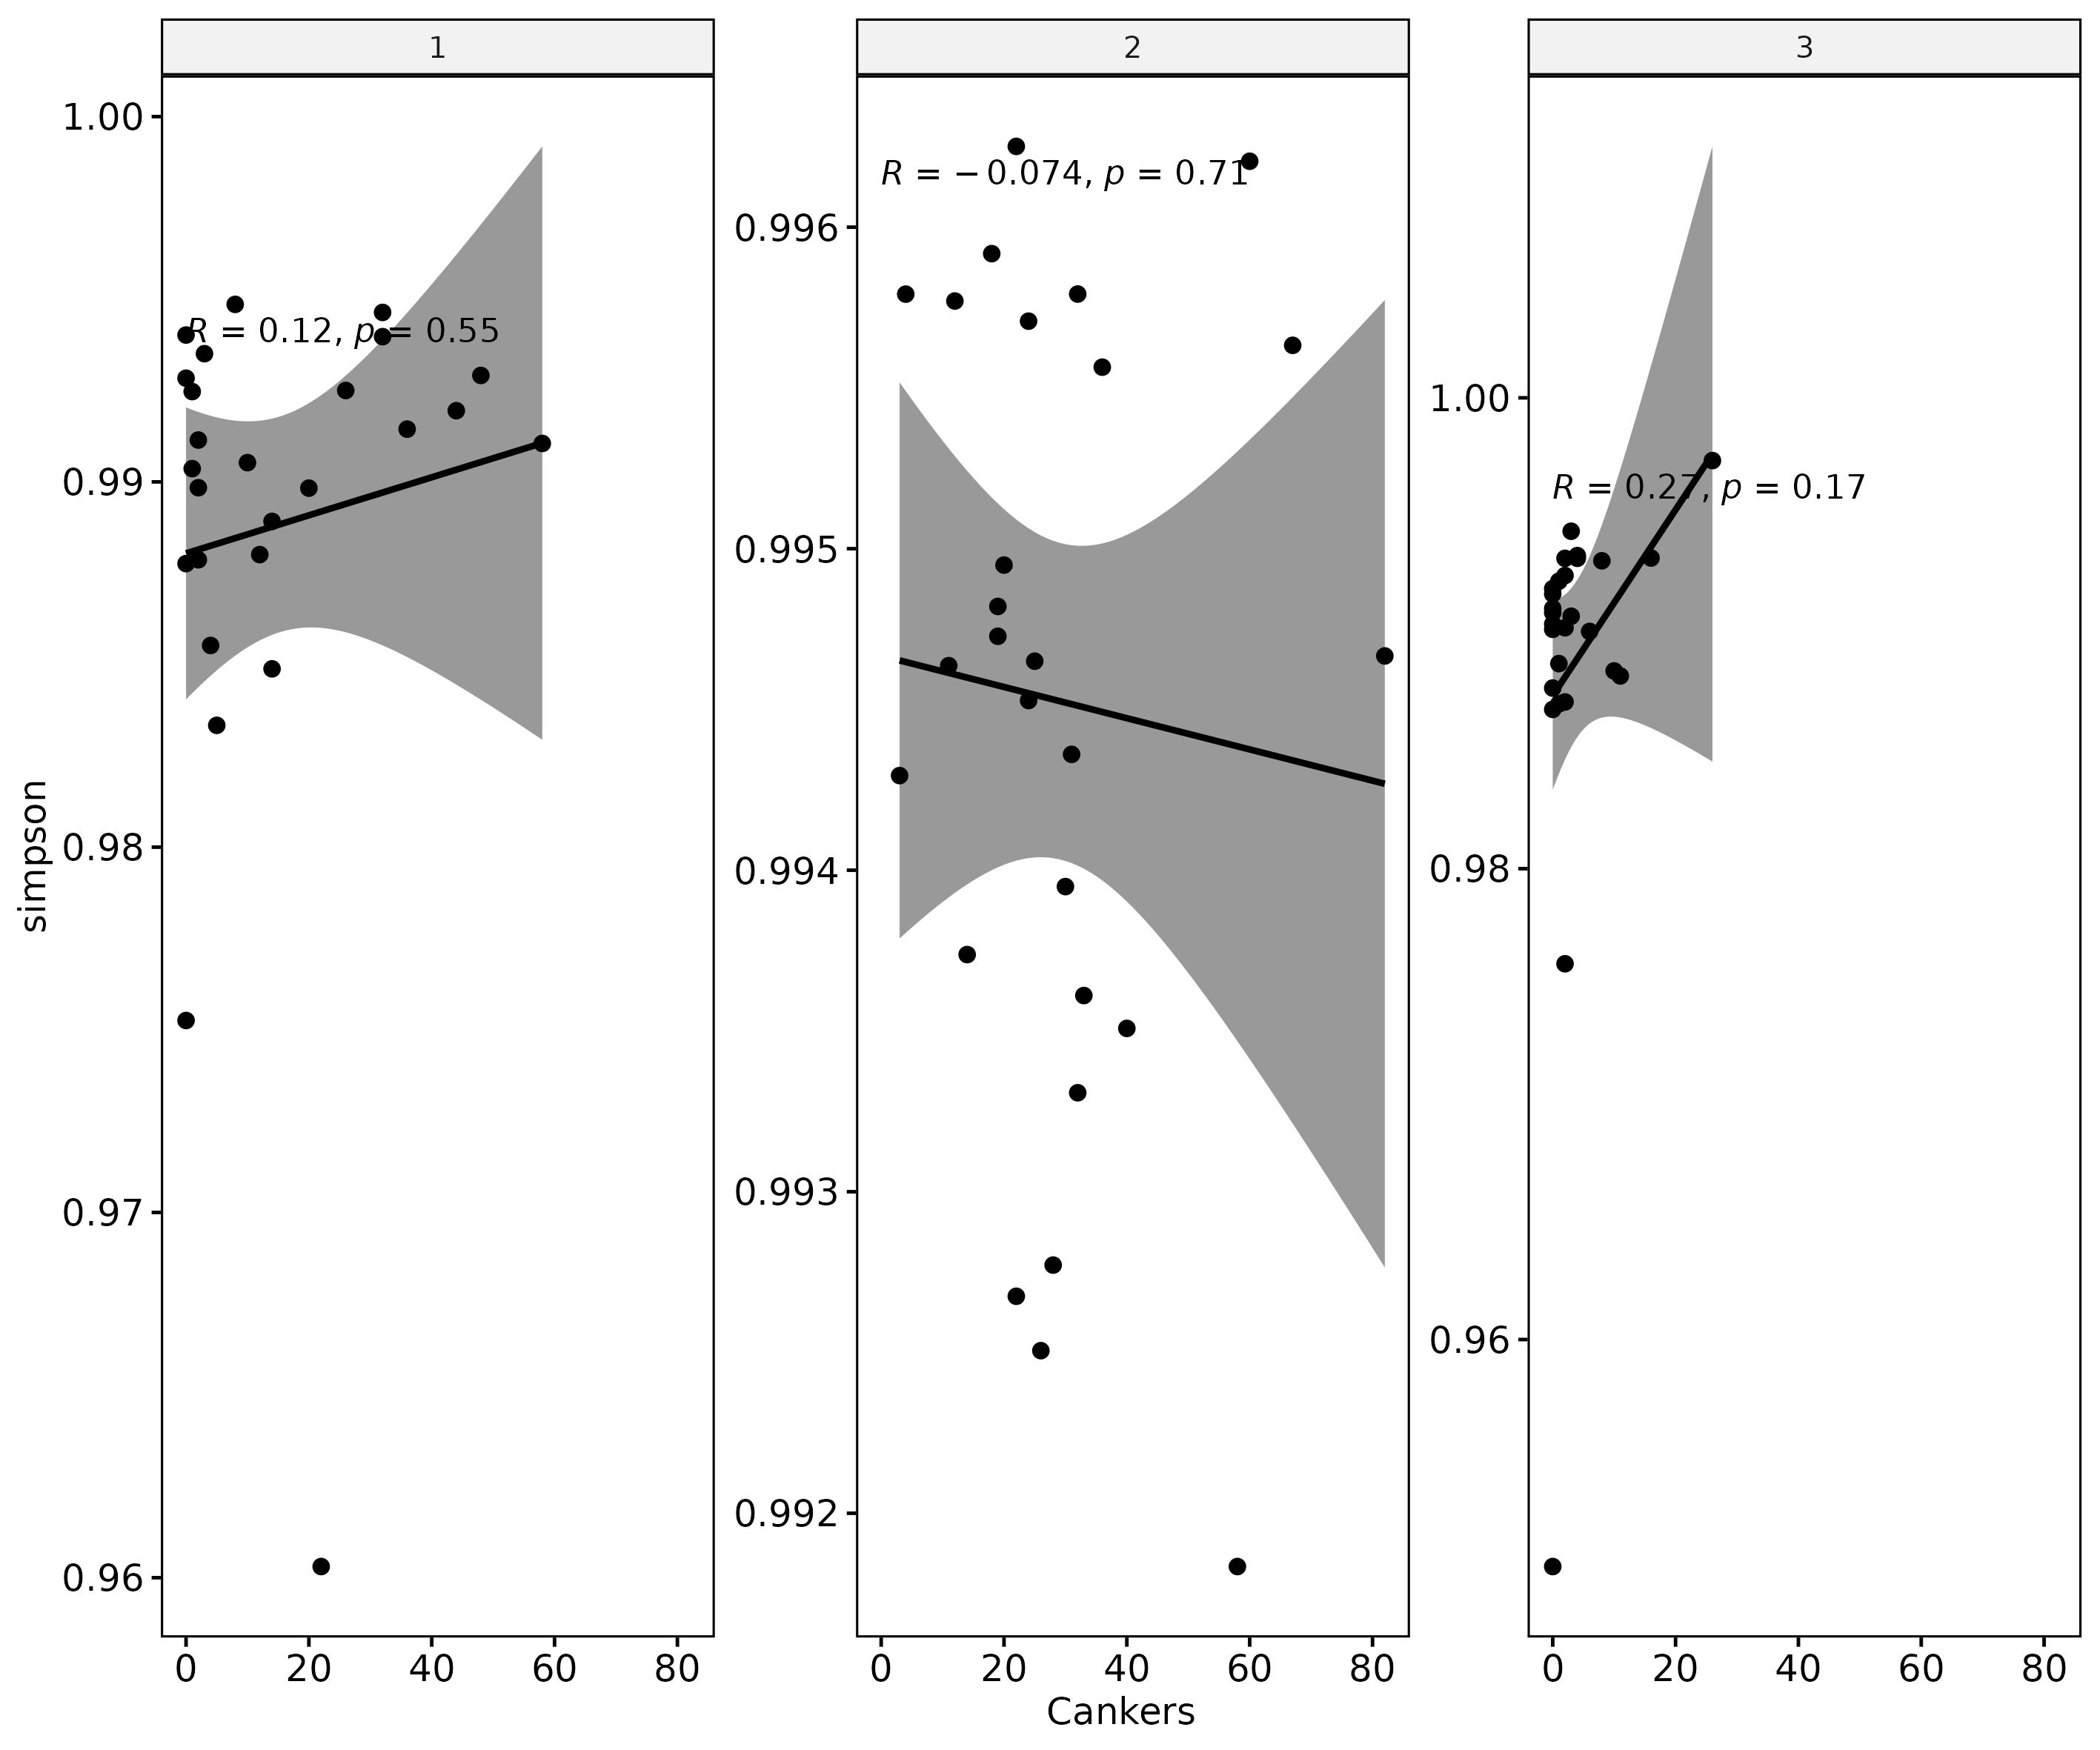 1
2
3
1.00
0.99
0.98
0.97
0.96
R = 0.12, p = 0.55
0.996
0.995
0.994
0.993
0.992
R = −0.074, p = 0.71
1.00
0.98
0.96
R = 0.27, p = 0.17
simpson
0 20 40 60 80
0 20 40 60 80
0 20 40 60 80
Cankers